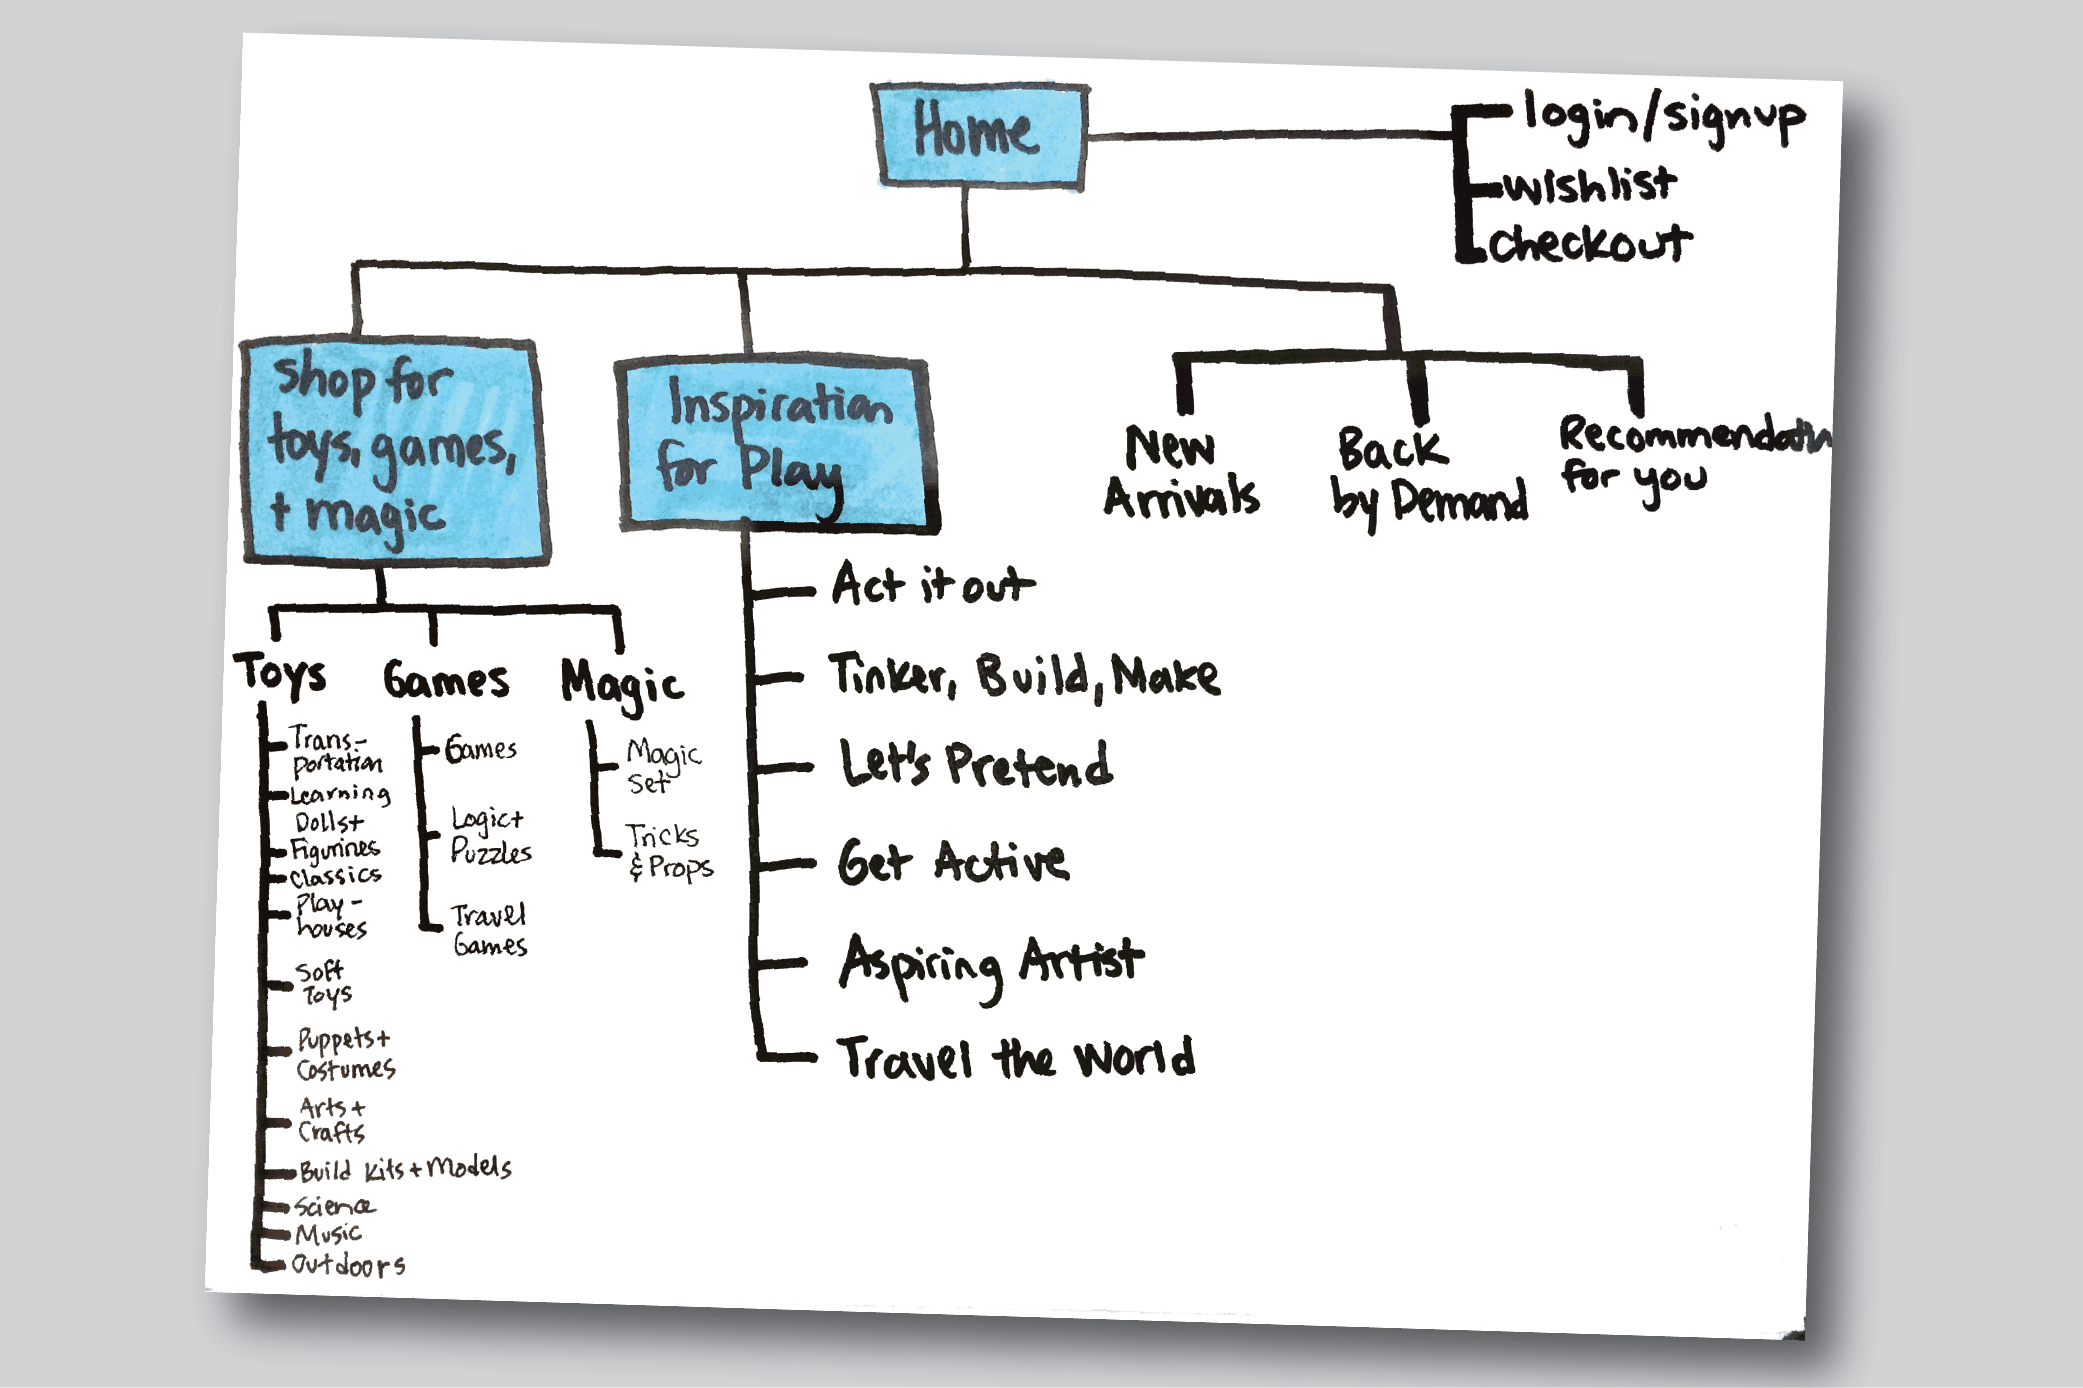 Home
login/signup
wishlist
checkout
Shop for
toys, games,
+ magic
Inspiration
for Play
New
Arrivals
Back
by Demand
Recommendatin
for you
Toys
Games
Magic
Trans-
portation
Learning
Dolls+
Figurines
Classics
Play-
houses
Soft
Toys
Puppets+
Costumes
Arts+
Crafts
Build Kits+Models
Science
Music
Outdoors
Games
Logic+
Puzzles
Travel
Games
Magic
Set
Tricks
& Props
Act it out
Tinker, Build, Make
Let's Pretend
Get Active
Aspiring Artist
Travel the World